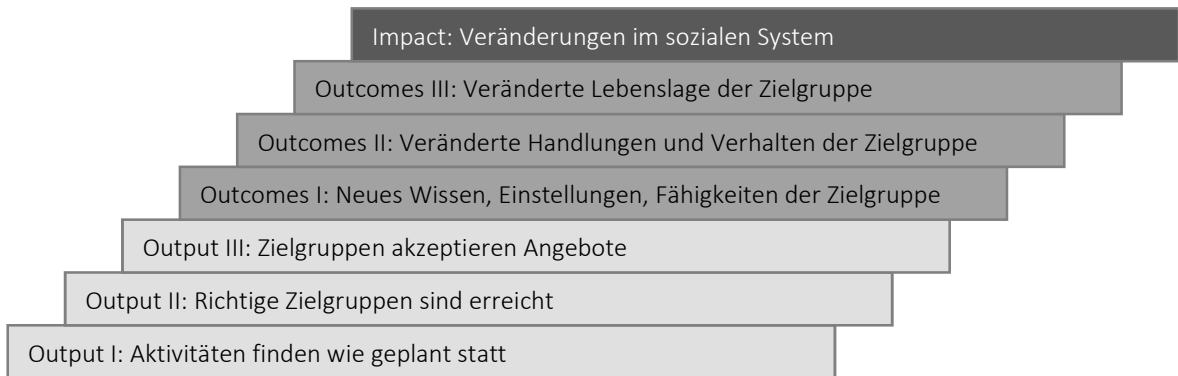 Impact: Veränderungen im sozialen System
Outcomes III: Veränderte Lebenslage der Zielgruppe
Outcomes II: Veränderte Handlungen und Verhalten der Zielgruppe
Outcomes I: Neues Wissen, Einstellungen, Fähigkeiten der Zielgruppe
Output III: Zielgruppen akzeptieren Angebote
Output II: Richtige Zielgruppen sind erreicht
Output I: Aktivitäten finden wie geplant statt